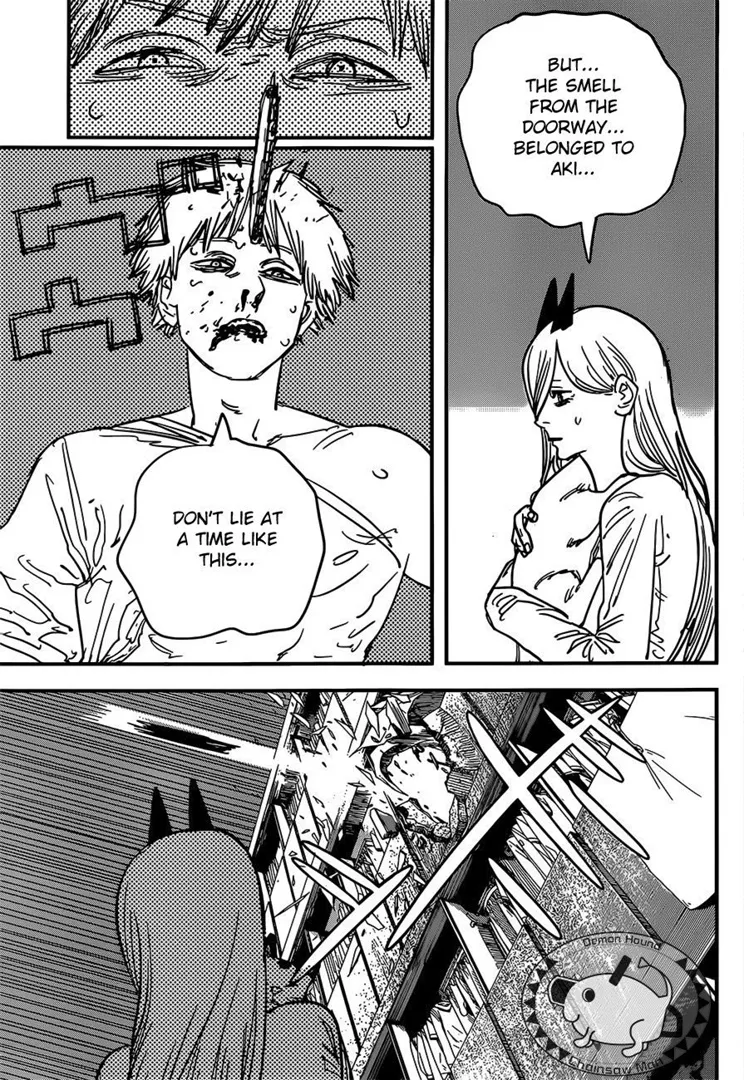 BUT...
THE SMELL
FROM THE
DOORWAY...
BELONGED TO
AKI...
DON'T LIE AT
A TIME LIKE
THIS...
Demon Hound
Chainsaw Man